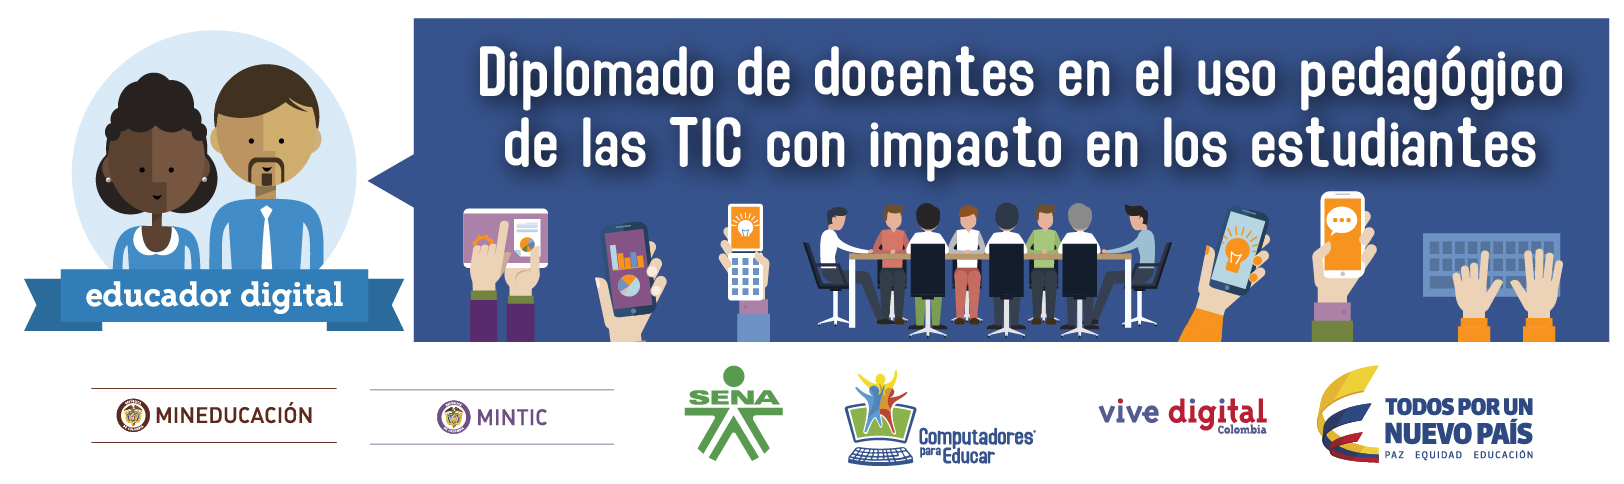 Diplomado de docentes en el uso pedagógico
de las TIC con impacto en los estudiantes
educador digital
MINEDUCACIÓN
MINTIC
SENA
Computadores
para
Educar
vive digital
Colombia
TODOS POR UN
NUEVO PAÍS
PAZ EQUIDAD EDUCACIÓN